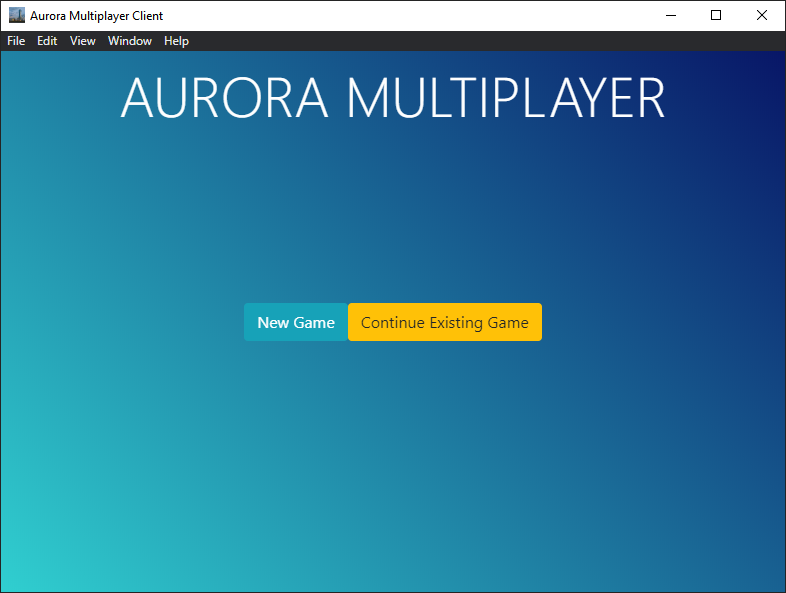 Aurora Multiplayer Client
File Edit View Window Help
AURORA MULTIPLAYER
New Game Continue Existing Game